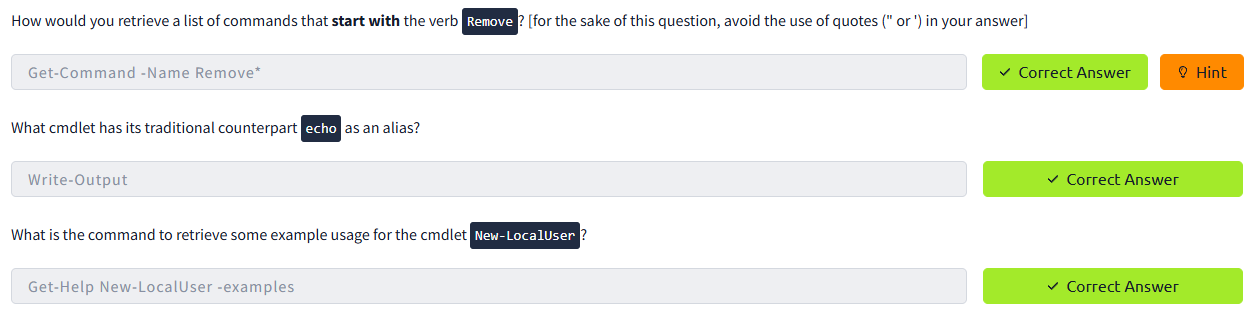 How would you retrieve a list of commands that start with the verb Remove? [for the sake of this question, avoid the use of quotes (" or ') in your answer]
Get-Command -Name Remove* Correct Answer Hint
What cmdlet has its traditional counterpart echo as an alias?
Write-Output Correct Answer
What is the command to retrieve some example usage for the cmdlet New-LocalUser?
Get-Help New-LocalUser -examples Correct Answer